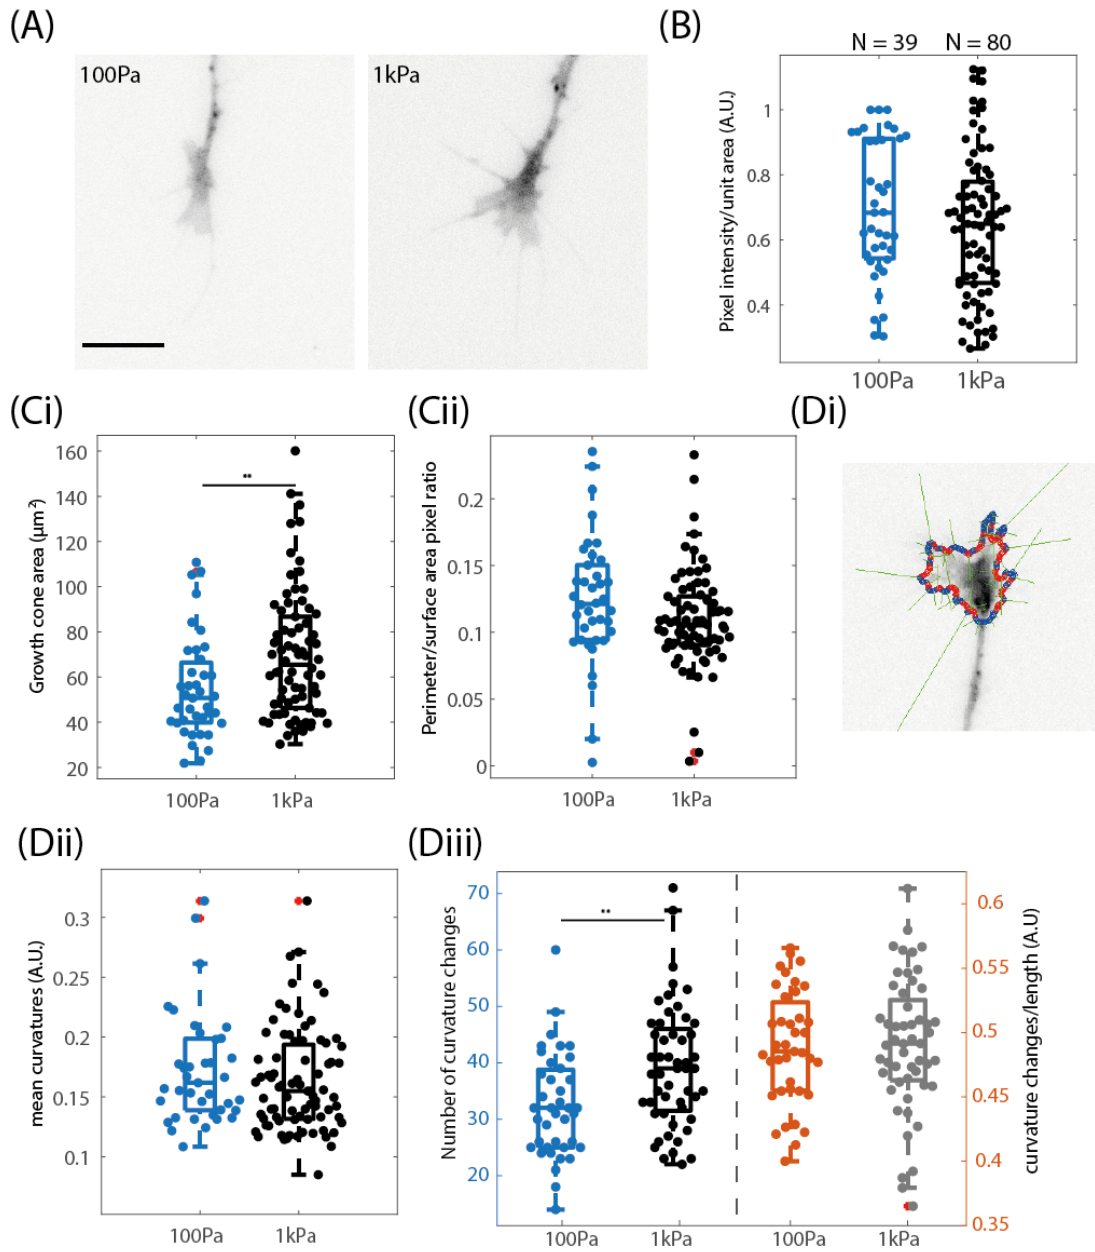 (A)
100Pa
1kPa
(B)
N = 39 N = 80
Pixel intensity/unit area (A.U.)
1
0.8
0.6
0.4
100Pa 1kPa
(Ci)
Growth cone area (µm²)
160
140
120
100
80
60
40
20
**
100Pa 1kPa
(Cii)
Perimeter/surface area pixel ratio
0.2
0.15
0.1
0.05
0
100Pa 1kPa
(Di)
(Dii)
mean curvatures (A.U.)
0.3
0.25
0.2
0.15
0.1
100Pa 1kPa
(Diii)
Number of curvature changes
70
60
50
40
30
20
**
100Pa 1kPa 100Pa 1kPa
0.6
0.55
0.5
0.45
0.4
0.35
curvature changes/length (A.U)